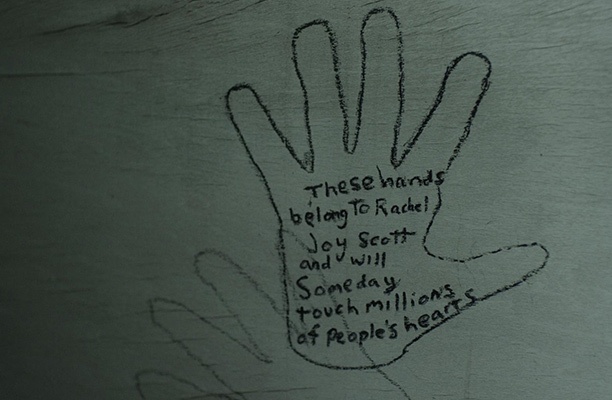 These hands
belong To Rachel
Joy Scott
and will
Someday
touch millions
of people's hearts